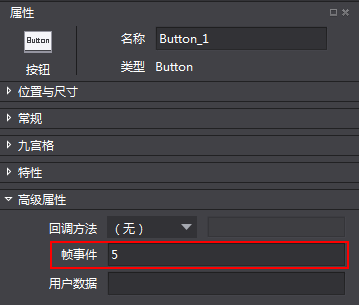 属性
Button
按钮
名称 Button_1
类型 Button
位置与尺寸
常规
九宫格
特性
高级属性
回调方法 (无)
帧事件 5
用户数据